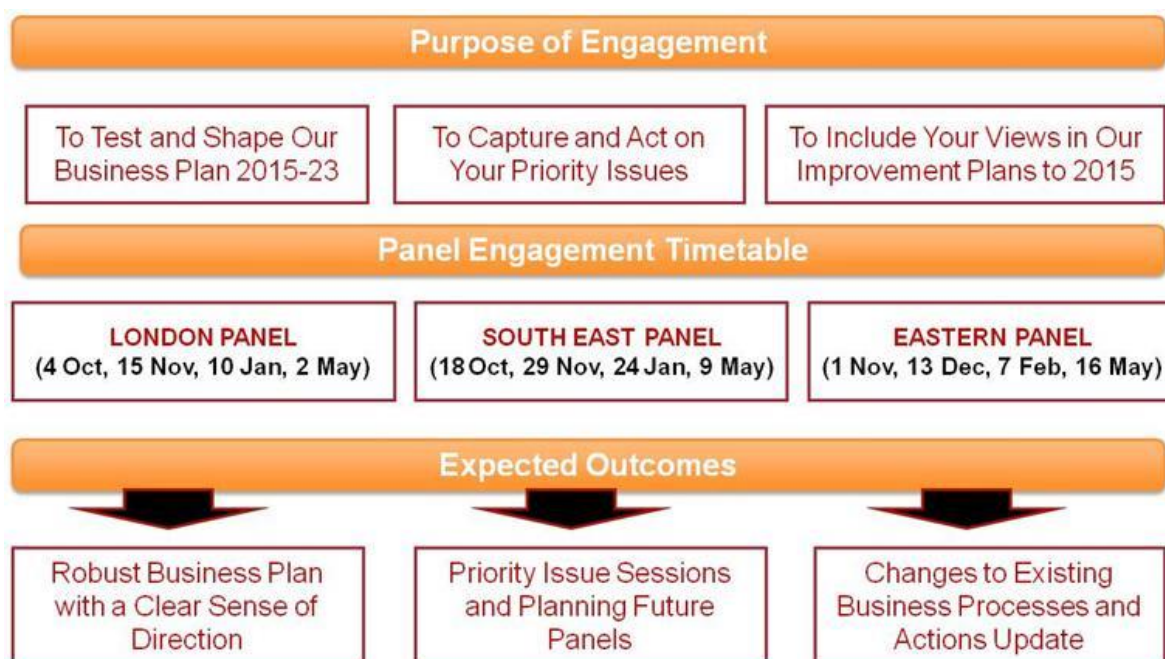 Purpose of Engagement
To Test and Shape Our
Business Plan 2015-23
To Capture and Act on
Your Priority Issues
To Include Your Views in Our
Improvement Plans to 2015
Panel Engagement Timetable
LONDON PANEL
(4 Oct, 15 Nov, 10 Jan, 2 May)
SOUTH EAST PANEL
(18 Oct, 29 Nov, 24 Jan, 9 May)
EASTERN PANEL
(1 Nov, 13 Dec, 7 Feb, 16 May)
Expected Outcomes
Robust Business Plan
with a Clear Sense of
Direction
Priority Issue Sessions
and Planning Future
Panels
Changes to Existing
Business Processes and
Actions Update